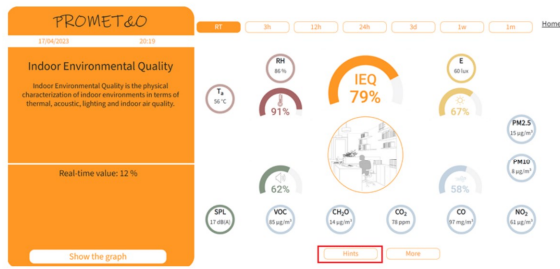 PROMET&O
17/04/2023 20:15
Indoor Environmental Quality
Indoor Environmental Quality is the physical
characterization of indoor environments in terms of
thermal, acoustic, lighting and indoor air quality.
Real-time value: 12 %
Show the graph
RT 3h 12h 24h 3d 1w 1m Home
RH
86 %
E
60 lux
Ta
56 °C
IEQ
79%
91%
67%
PM2.5
15 µg/m³
PM10
8 µg/m³
62%
58%
SPL
17 dB(A)
VOC
85 µg/m³
CH2O
14 µg/m³
CO2
78 ppm
CO
97 mg/m³
NO2
61 µg/m³
Hints More